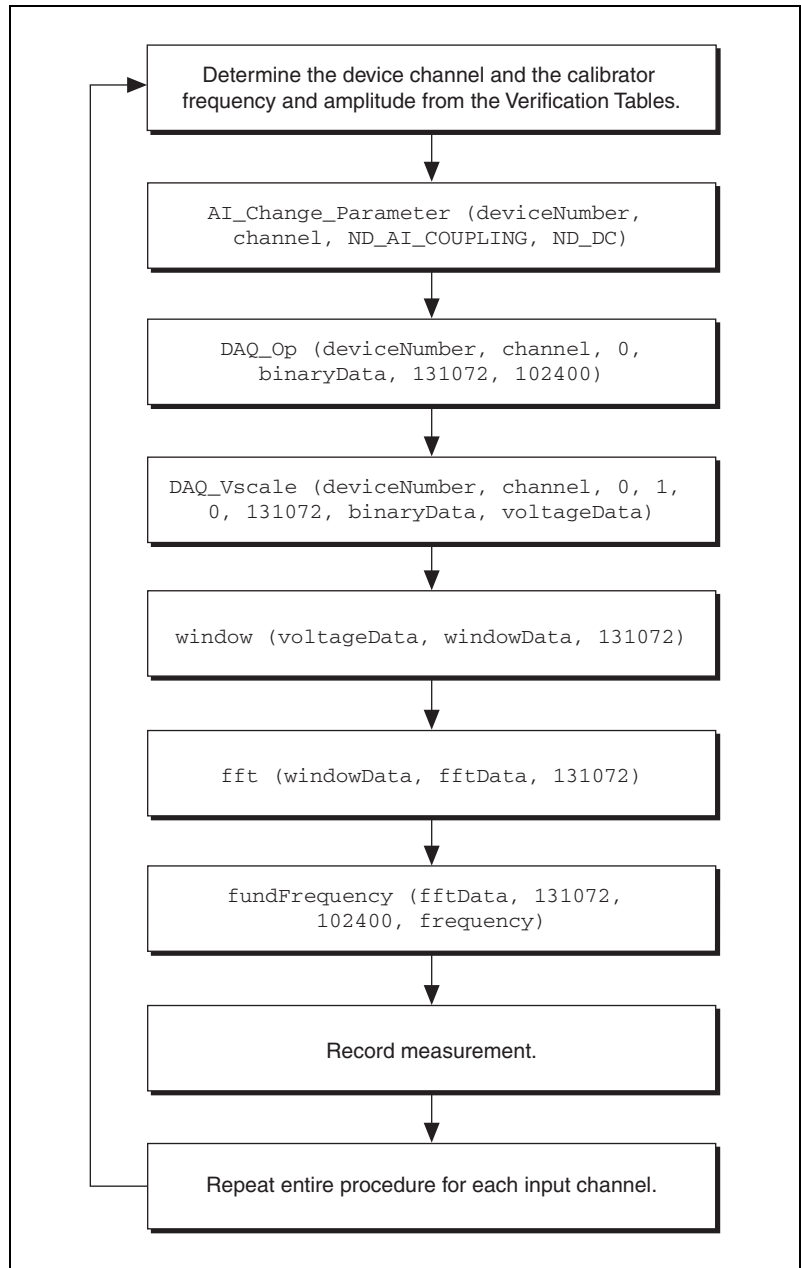 Determine the device channel and the calibrator
frequency and amplitude from the Verification Tables.
AI_Change_Parameter (deviceNumber,
channel, ND_AI_COUPLING, ND_DC)
DAQ_Op (deviceNumber, channel, 0,
binaryData, 131072, 102400)
DAQ_Vscale (deviceNumber, channel, 0, 1,
0, 131072, binaryData, voltageData)
window (voltageData, windowData, 131072)
fft (windowData, fftData, 131072)
fundFrequency (fftData, 131072,
102400, frequency)
Record measurement.
Repeat entire procedure for each input channel.